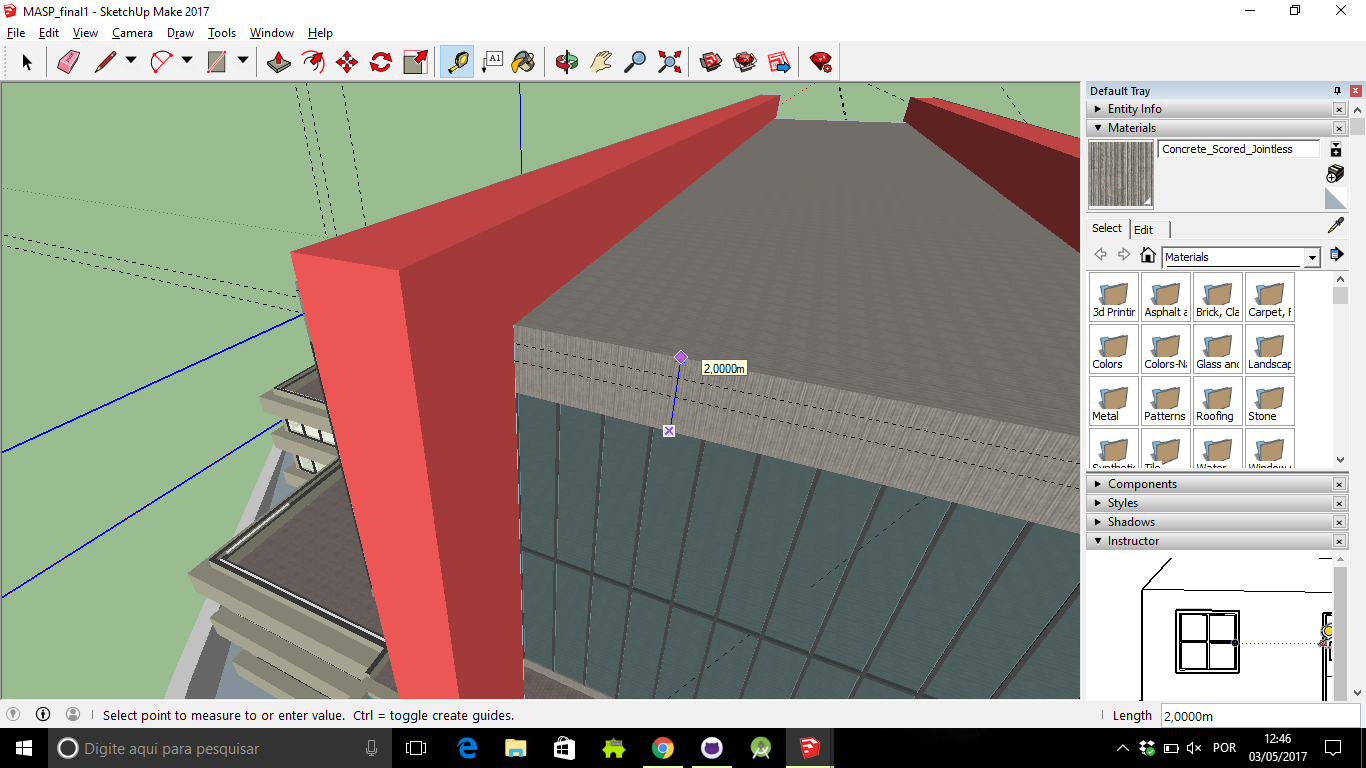 MASP_final1 - SketchUp Make 2017
File Edit View Camera Draw Tools Window Help
A1
Default Tray
Entity Info
Materials
Concrete_Scored_Jointless
Select Edit
Materials
3d Printir Asphalt a Brick, Cla Carpet, F
Colors Colors-Na Glass and Landscap
Metal Patterns Roofing Stone
Synthetic Tile Water Window
Components
Styles
Shadows
Instructor
2,0000m
Select point to measure to or enter value. Ctrl = toggle create guides.
Length 2,0000m
Digite aqui para pesquisar
POR
12:46
03/05/2017